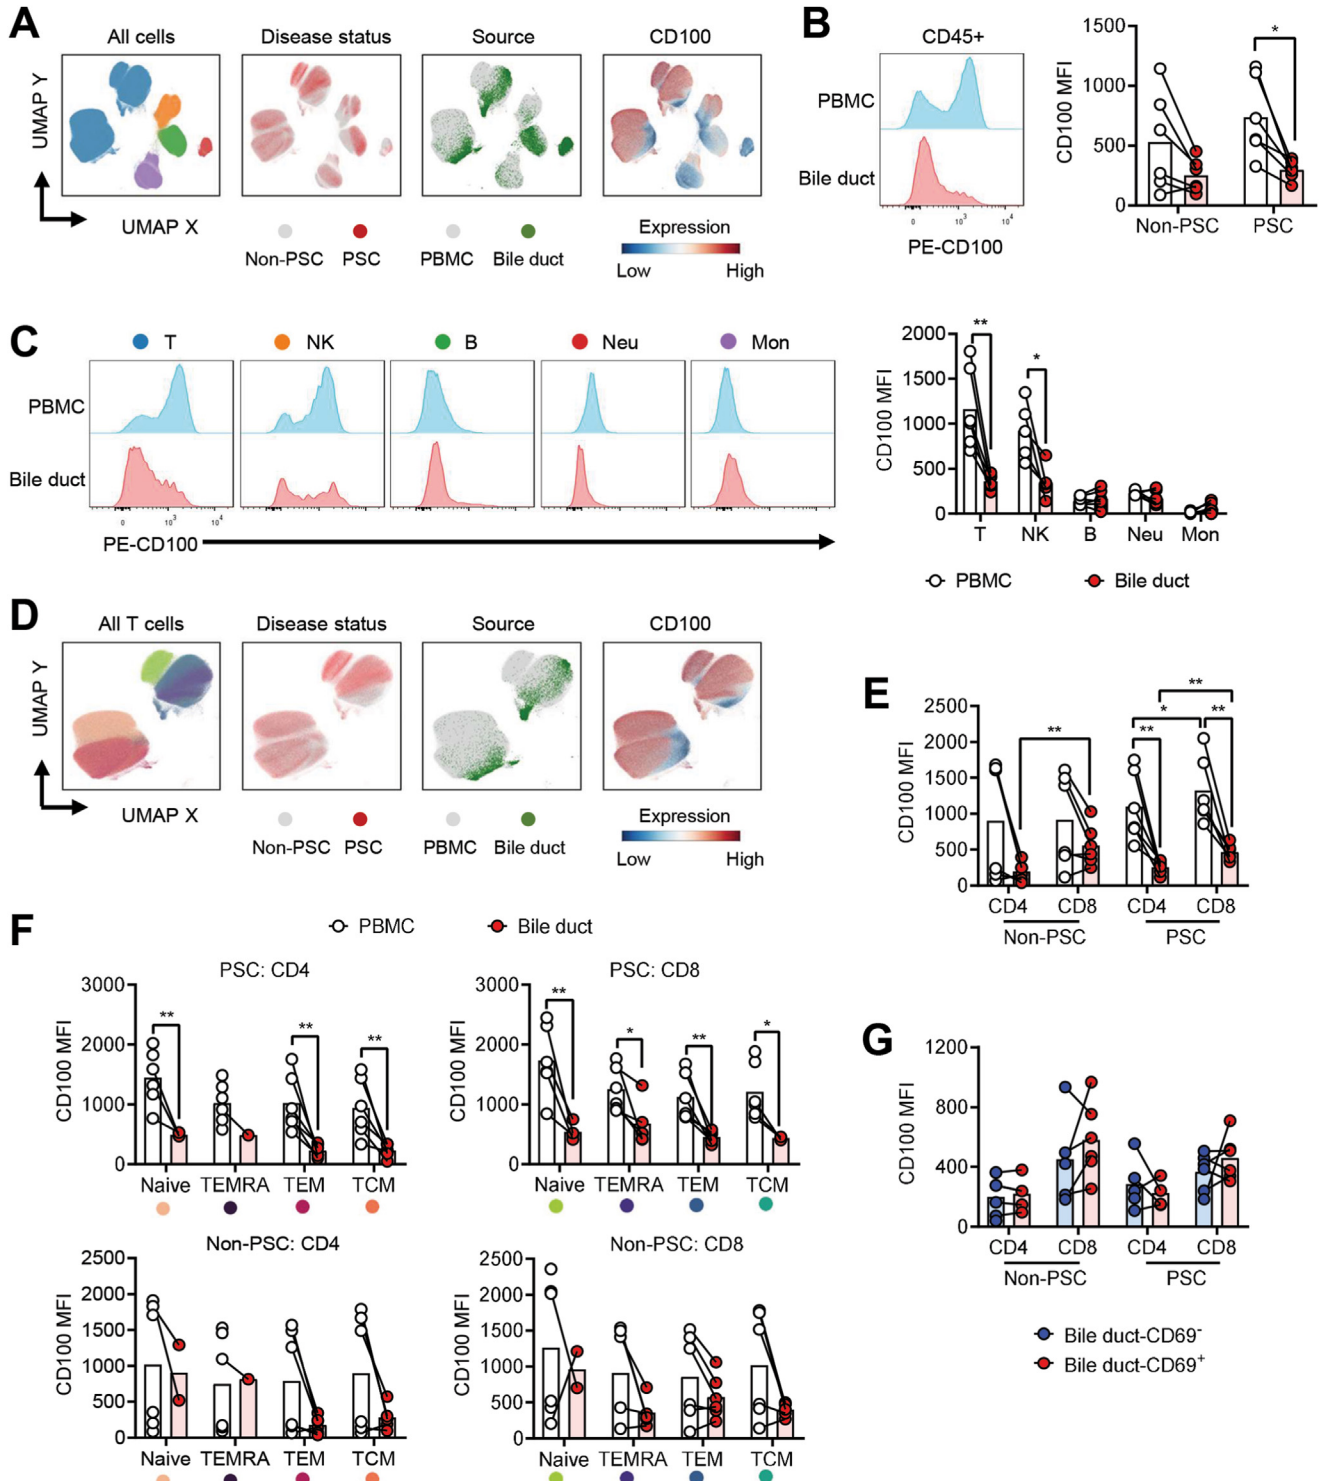 A
All cells
Disease status
Source
CD100
UMAP Y
UMAP X
Non-PSC PSC
PBMC Bile duct
Expression
Low High
B
CD45+
PBMC
Bile duct
0 10³ 10⁴
PE-CD100
CD100 MFI
1500
1000
500
0
*
Non-PSC PSC
C
T NK B Neu Mon
PBMC
Bile duct
0 10³ 10⁴
PE-CD100
CD100 MFI
2000
1500
1000
500
0
**
*
T NK B Neu Mon
PBMC Bile duct
D
All T cells
Disease status
Source
CD100
UMAP Y
UMAP X
Non-PSC PSC
PBMC Bile duct
Expression
Low High
E
CD100 MFI
2500
2000
1500
1000
500
0
**
* ** **
**
CD4 CD8 CD4 CD8
Non-PSC PSC
F
PBMC Bile duct
PSC: CD4
CD100 MFI
3000
2000
1000
0
** ** **
Naive TEMRA TEM TCM
PSC: CD8
CD100 MFI
3000
2000
1000
0
** * ** *
Naive TEMRA TEM TCM
Non-PSC: CD4
CD100 MFI
2500
2000
1500
1000
500
0
Naive TEMRA TEM TCM
Non-PSC: CD8
CD100 MFI
2500
2000
1500
1000
500
0
Naive TEMRA TEM TCM
G
CD100 MFI
1200
800
400
0
CD4 CD8 CD4 CD8
Non-PSC PSC
Bile duct-CD69⁻
Bile duct-CD69⁺